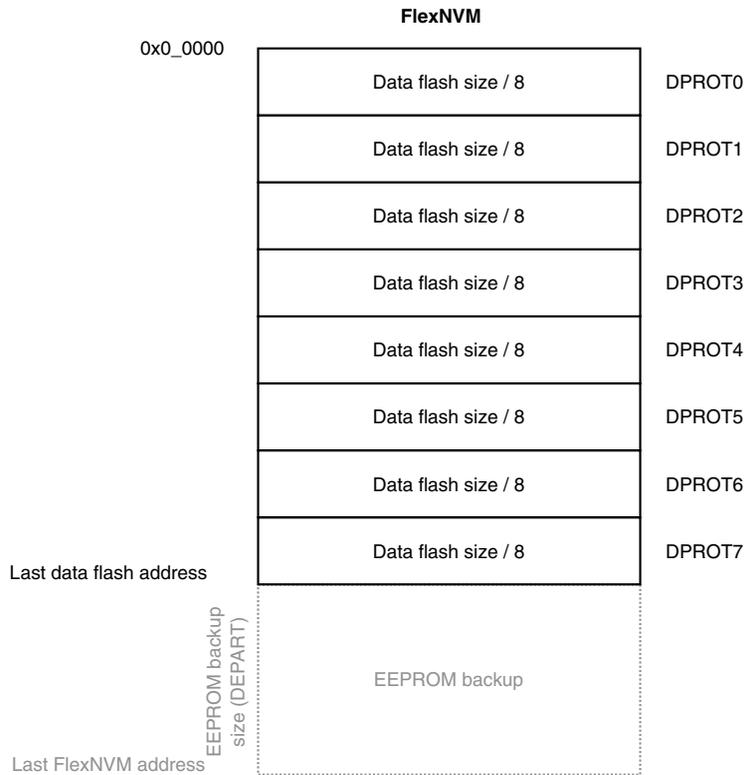 FlexNVM
0x0_0000
Data flash size / 8 DPROT0
Data flash size / 8 DPROT1
Data flash size / 8 DPROT2
Data flash size / 8 DPROT3
Data flash size / 8 DPROT4
Data flash size / 8 DPROT5
Data flash size / 8 DPROT6
Data flash size / 8 DPROT7
Last data flash address
EEPROM backup
size (DEPART)
EEPROM backup
Last FlexNVM address